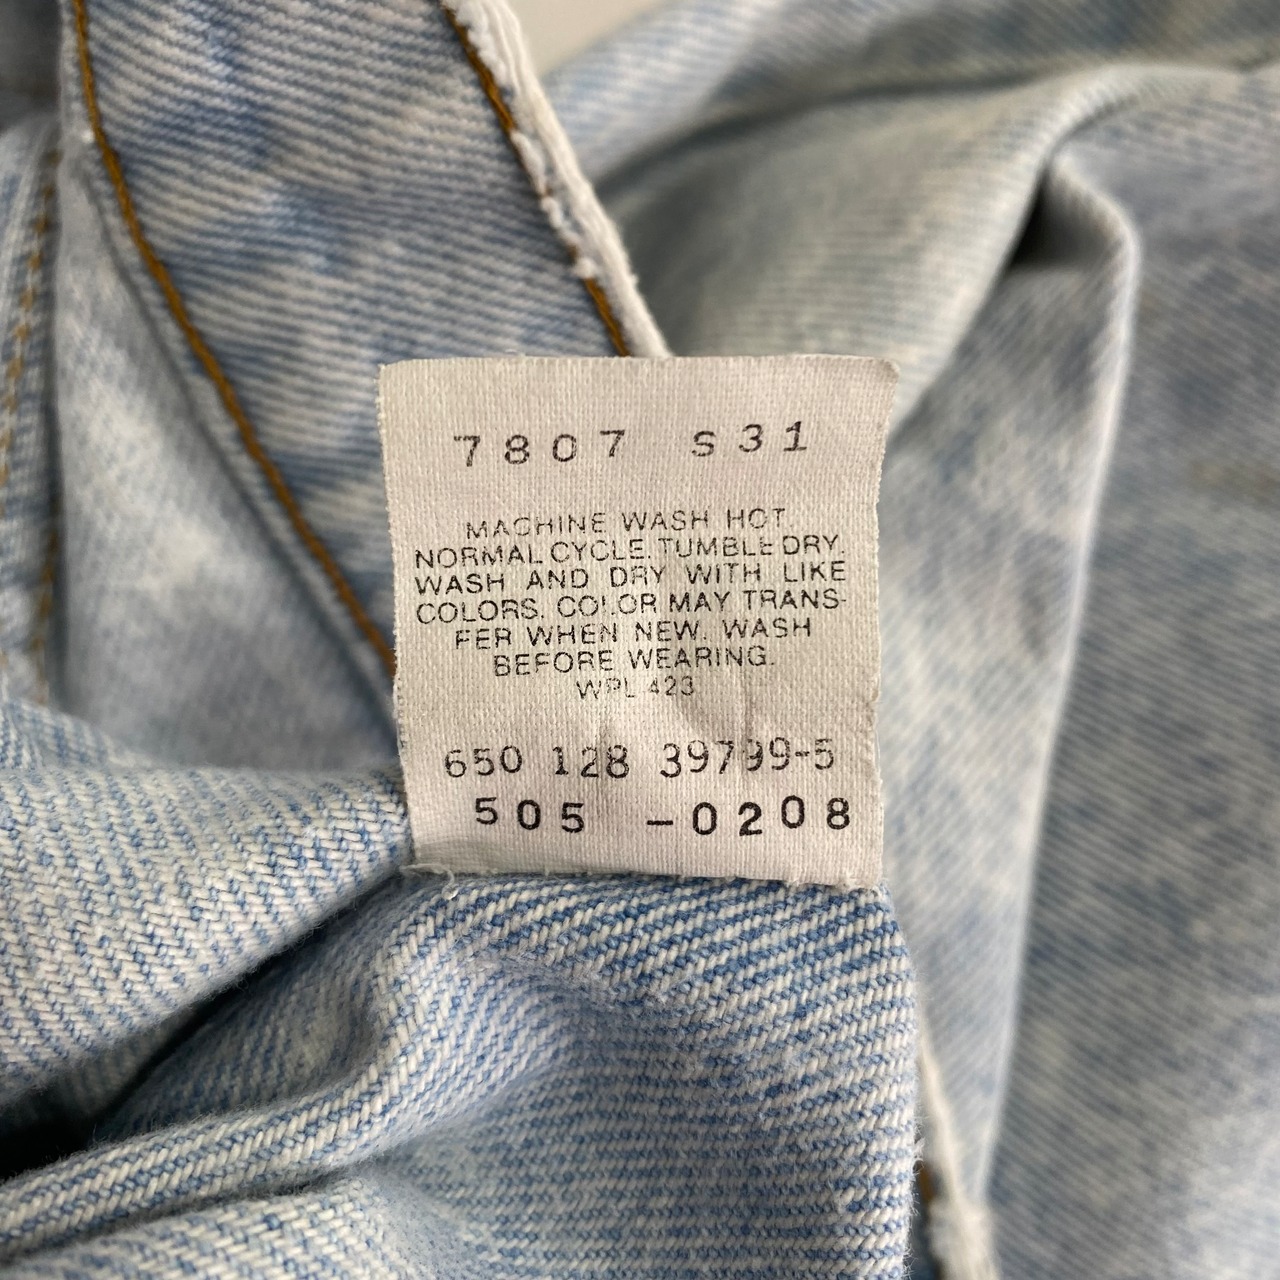 7807 S31
MACHINE WASH HOT.
NORMAL CYCLE. TUMBLE DRY.
WASH AND DRY WITH LIKE
COLORS. COLOR MAY TRANS-
FER WHEN NEW. WASH
BEFORE WEARING.
WPL 423
650 128 39799-5
505 -0208